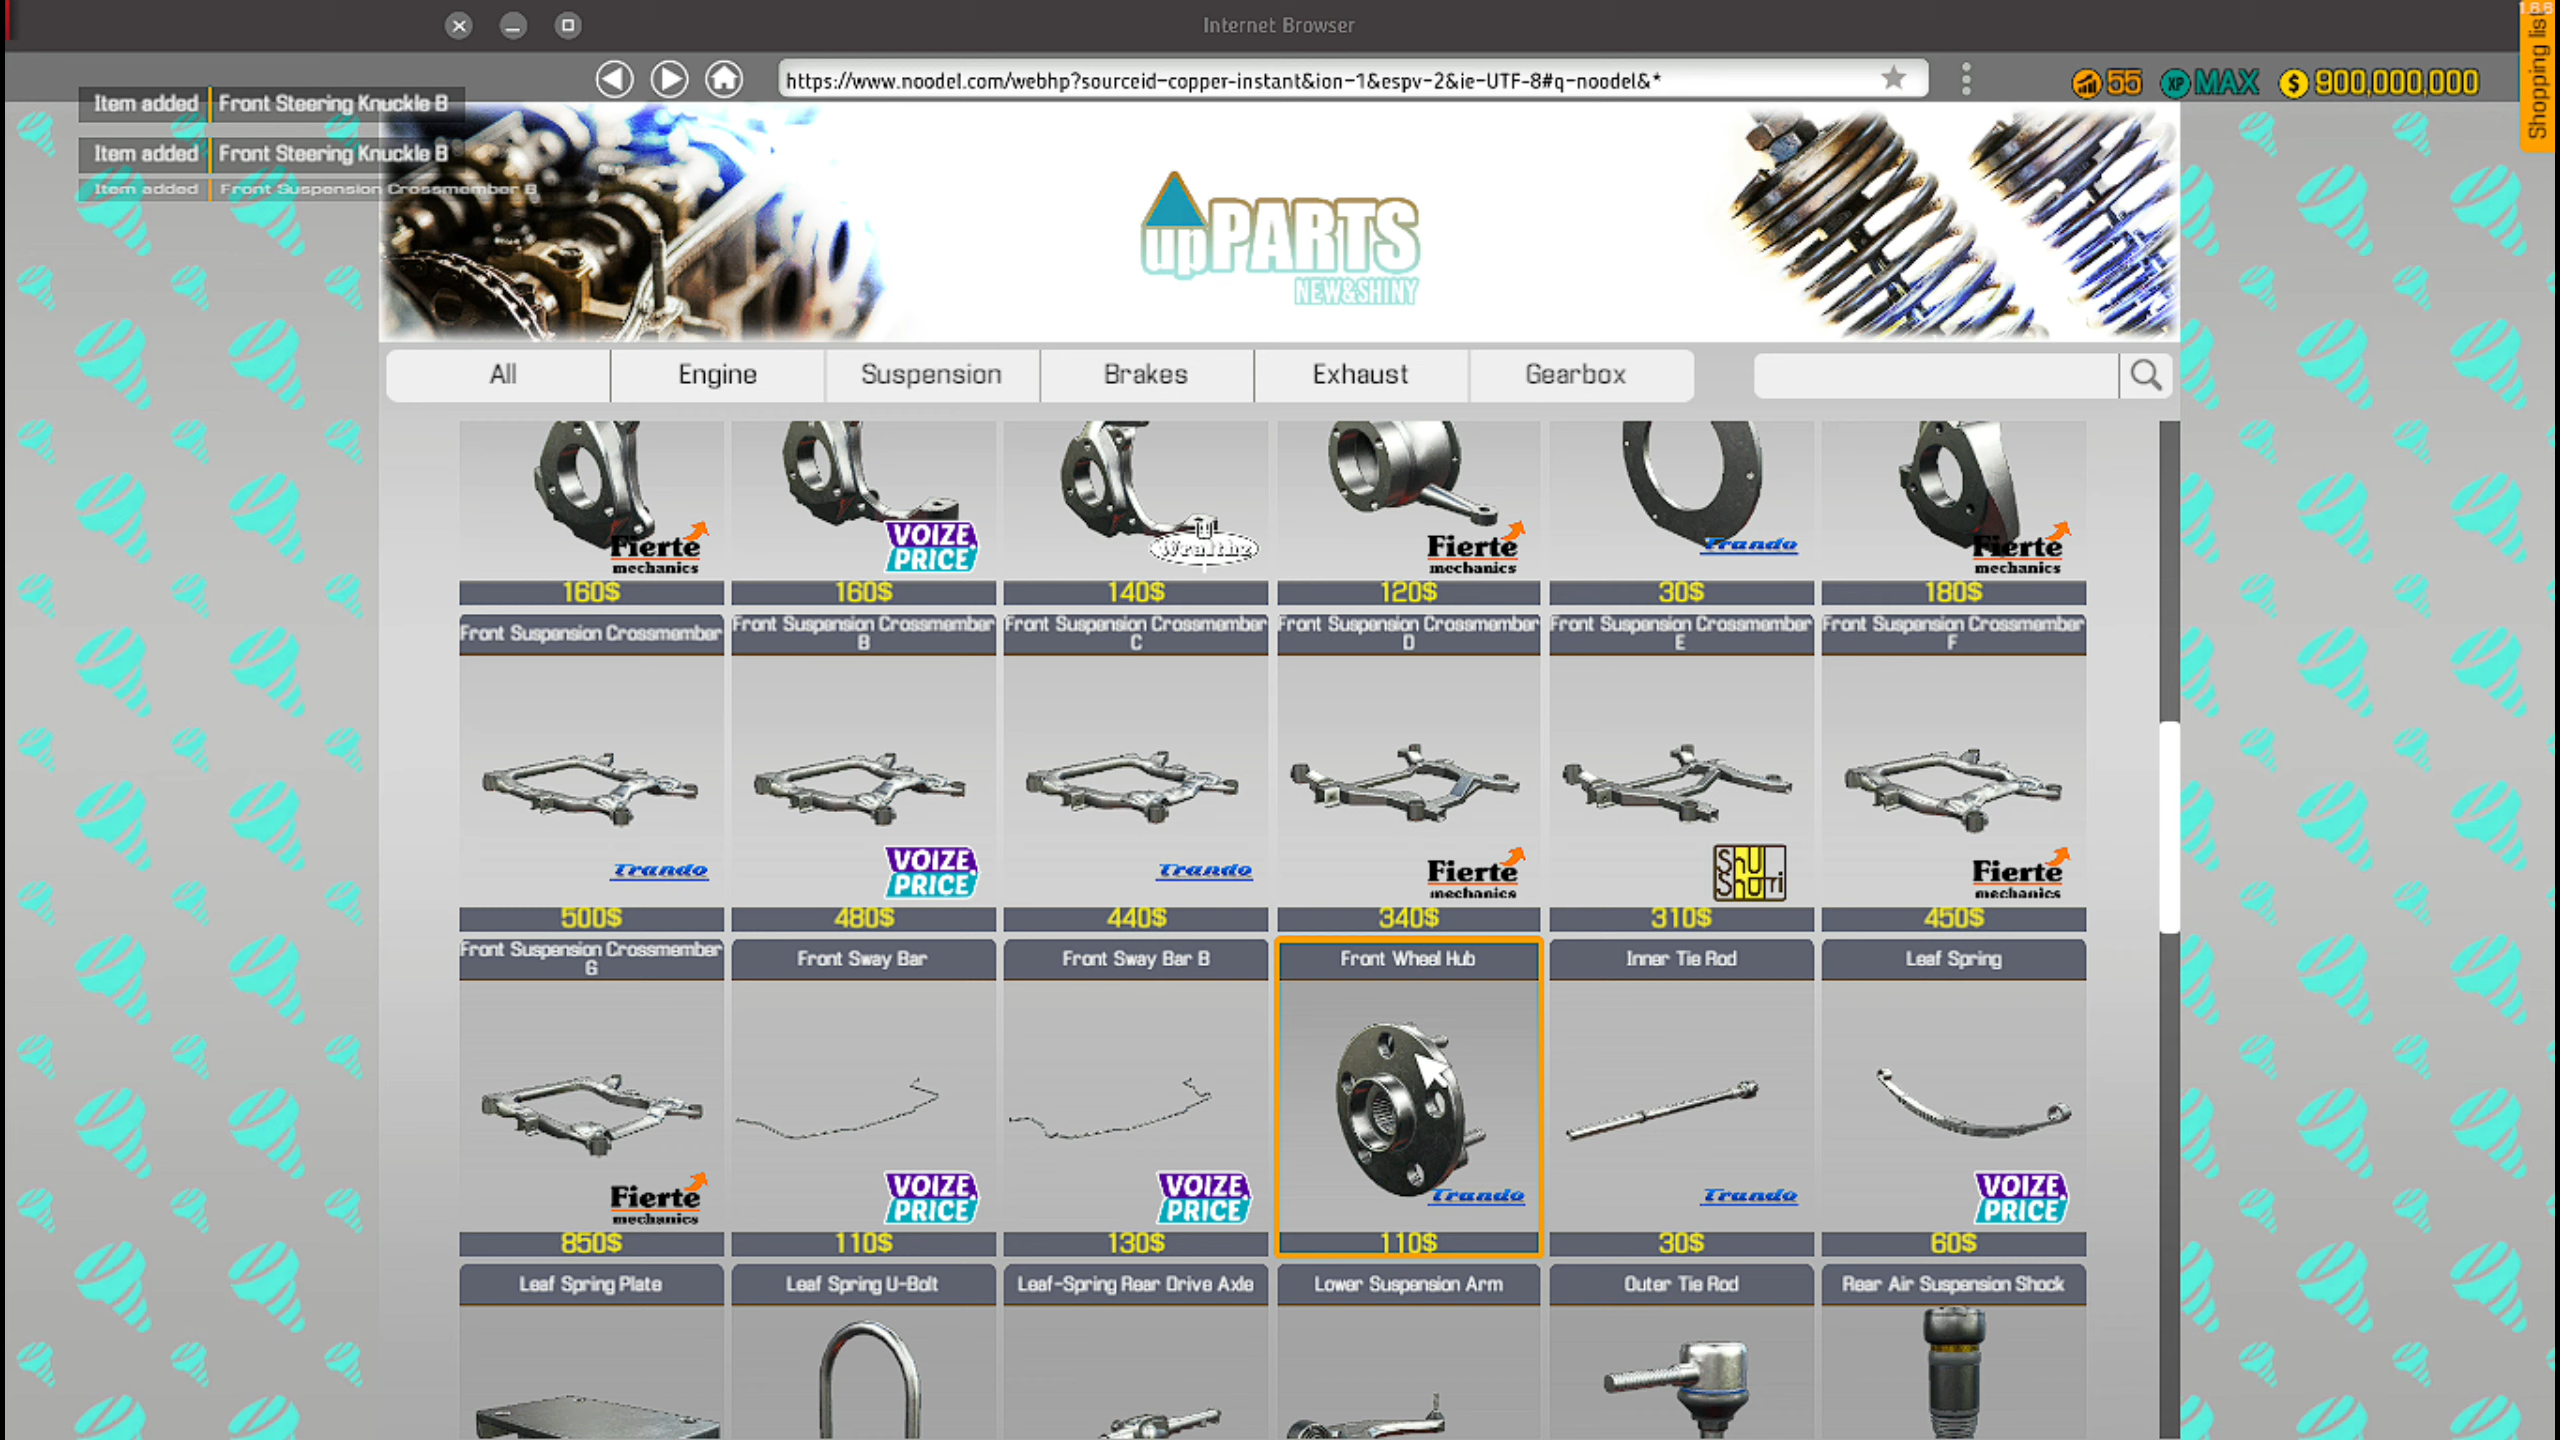 Internet Browser
1.6.6
Shopping list
https://www.noodel.com/webhp?sourceid-copper-instant&ion-1&espv-2&ie-UTF-8#q-noodel&*
55 XP MAX $ 900,000,000
Item added Front Steering Knuckle B
Item added Front Steering Knuckle B
Item added Front Suspension Crossmember B
upPARTS
NEW&SHINY
All Engine Suspension Brakes Exhaust Gearbox
Fierte mechanics VOIZE PRICE Fierte mechanics Trando Fierte mechanics
160$ 160$ 140$ 120$ 30$ 180$
Front Suspension Crossmember
Front Suspension Crossmember B
Front Suspension Crossmember C
Front Suspension Crossmember D
Front Suspension Crossmember E
Front Suspension Crossmember F
Trando VOIZE PRICE Trando Fierte mechanics Fierte mechanics
500$ 480$ 440$ 340$ 310$ 450$
Front Suspension Crossmember G
Front Sway Bar
Front Sway Bar B
Front Wheel Hub
Inner Tie Rod
Leaf Spring
Fierte mechanics VOIZE PRICE VOIZE PRICE Trando Trando VOIZE PRICE
850$ 110$ 130$ 110$ 30$ 60$
Leaf Spring Plate
Leaf Spring U-Bolt
Leaf-Spring Rear Drive Axle
Lower Suspension Arm
Outer Tie Rod
Rear Air Suspension Shock